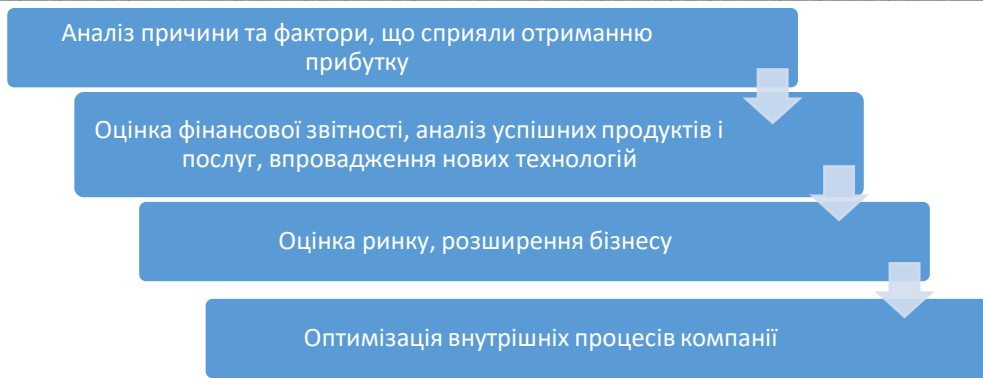 Аналіз причини та фактори, що сприяли отриманню
прибутку
Оцінка фінансової звітності, аналіз успішних продуктів і
послуг, впровадження нових технологій
Оцінка ринку, розширення бізнесу
Оптимізація внутрішніх процесів компанії